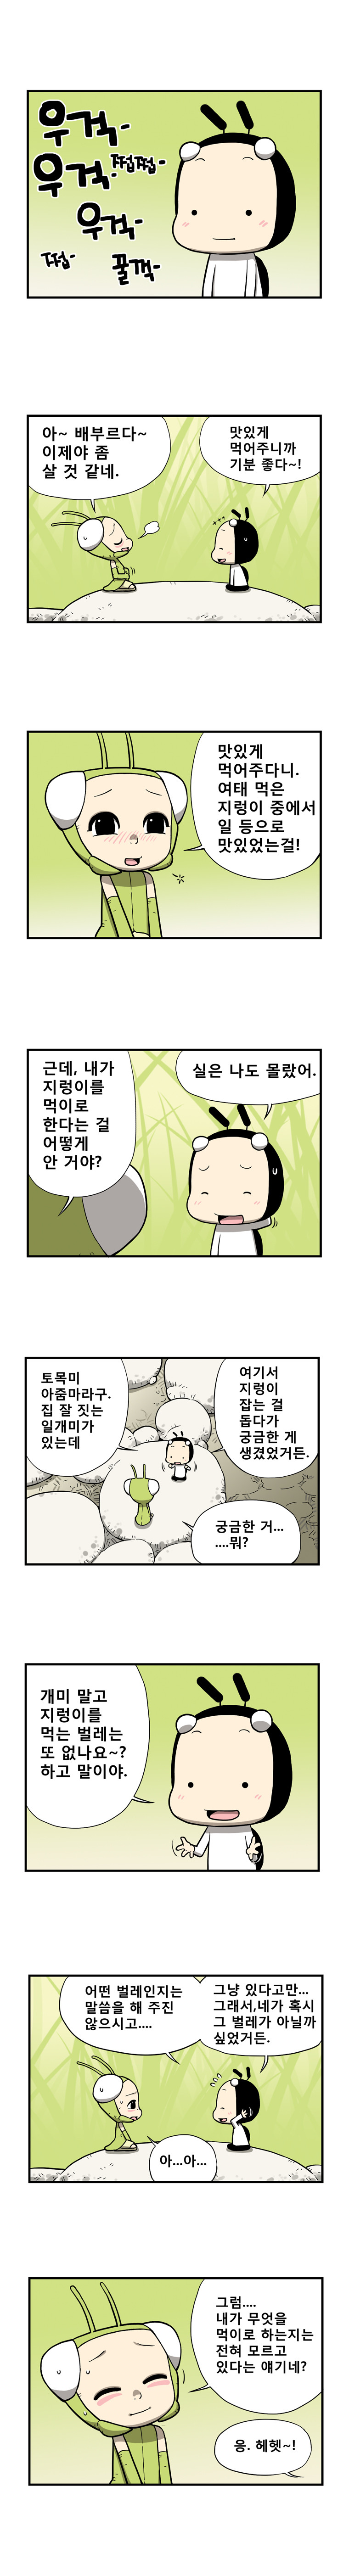 우걱-
우걱-
쩝쩝-
우걱-
쩝-
꿀꺽-
아~ 배부르다~
이제야 좀
살 것 같네.
맛있게
먹어주니까
기분 좋다~!
맛있게
먹어주다니.
여태 먹은
지렁이 중에서
일 등으로
맛있었는걸!
근데, 내가
지렁이를
먹이로
한다는 걸
어떻게
안 거야?
실은 나도 몰랐어.
토목미
아줌마라구.
집 잘 짓는
일개미가
있는데
여기서
지렁이
잡는 걸
돕다가
궁금한 게
생겼었거든.
궁금한 거...
....뭐?
개미 말고
지렁이를
먹는 벌레는
또 없나요~?
하고 말이야.
어떤 벌레인지는
말씀을 해 주진
않으시고....
그냥 있다고만...
그래서,네가 혹시
그 벌레가 아닐까
싶었거든.
아...아...
그럼....
내가 무엇을
먹이로 하는지는
전혀 모르고
있다는 얘기네?
응. 헤헷~!